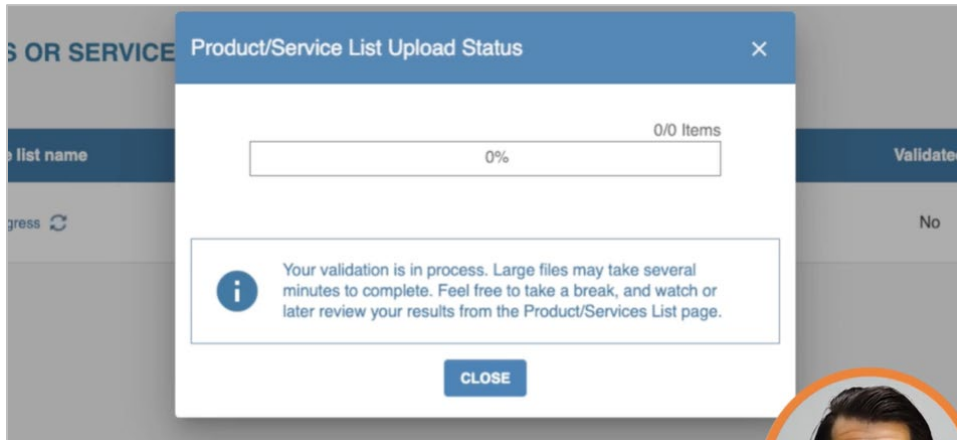 S OR SERVICE
Product/Service List Upload Status
×
0/0 Items
0%
list name
Validate
gress
No
i
Your validation is in process. Large files may take several
minutes to complete. Feel free to take a break, and watch or
later review your results from the Product/Services List page.
CLOSE